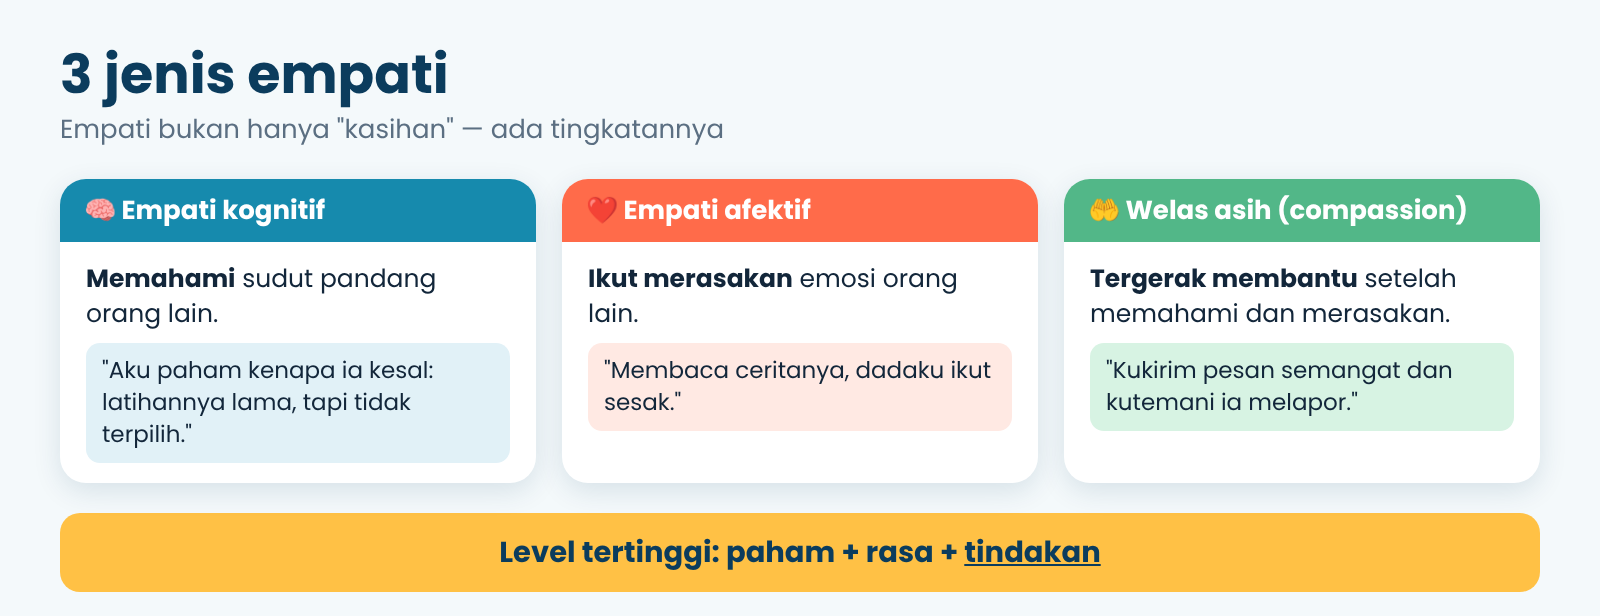 3 jenis empati
Empati bukan hanya "kasihan" — ada tingkatannya
🧠 Empati kognitif
Memahami sudut pandang
orang lain.
"Aku paham kenapa ia kesal:
latihannya lama, tapi tidak
terpilih."
❤️ Empati afektif
Ikut merasakan emosi orang
lain.
"Membaca ceritanya, dadaku ikut
sesak."
🤲 Welas asih (compassion)
Tergerak membantu setelah
memahami dan merasakan.
"Kukirim pesan semangat dan
kutemani ia melapor."
Level tertinggi: paham + rasa + tindakan